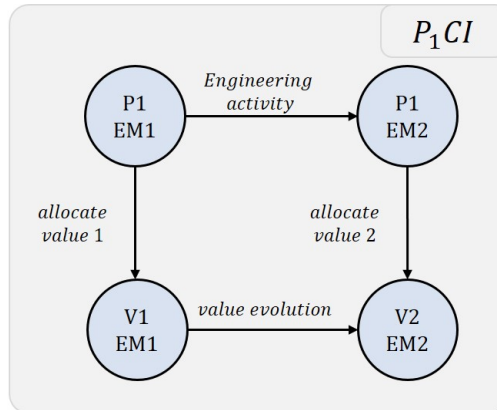 P₁CI
Engineering
activity
P1
EM1
P1
EM2
allocate
value 1
allocate
value 2
value evolution
V1
EM1
V2
EM2